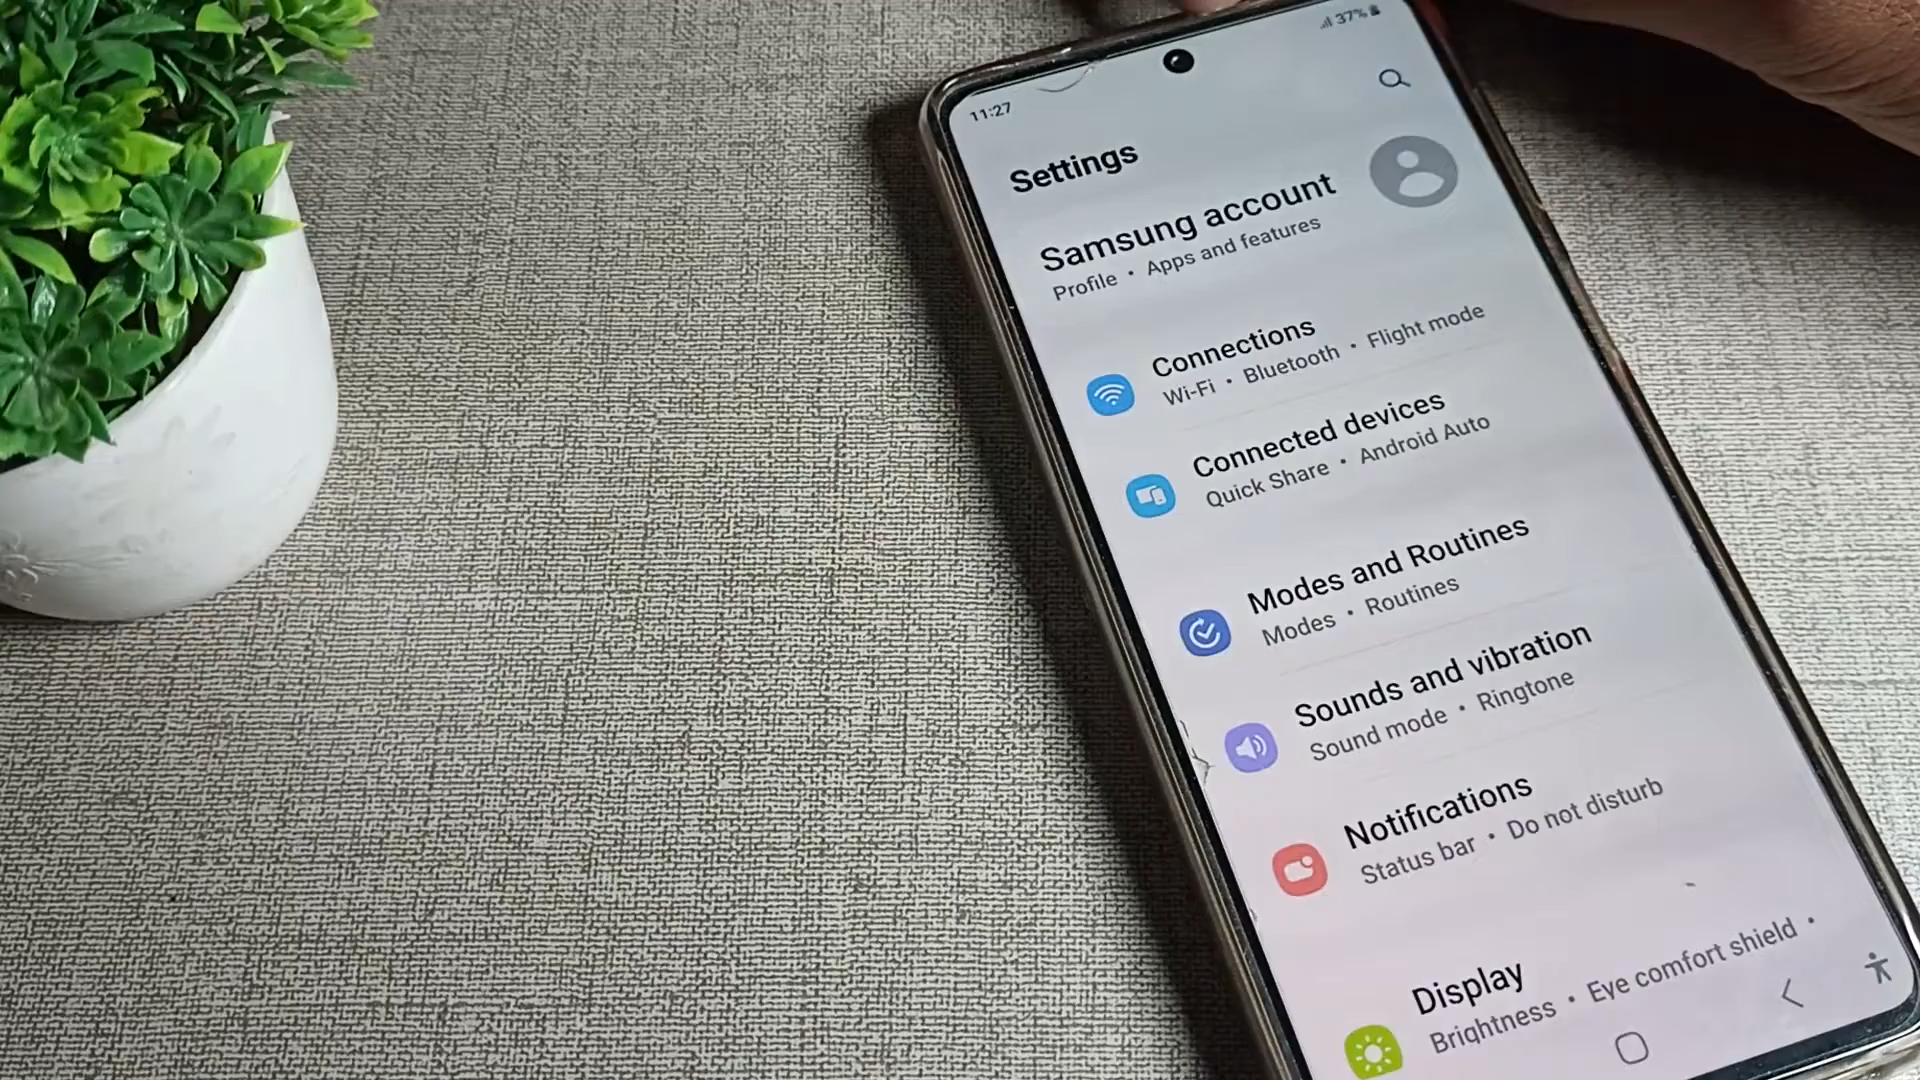 11:27
37%
Settings
Samsung account
Profile • Apps and features
Connections
Wi-Fi • Bluetooth • Flight mode
Connected devices
Quick Share • Android Auto
Modes and Routines
Modes • Routines
Sounds and vibration
Sound mode • Ringtone
Notifications
Status bar • Do not disturb
Display
Brightness • Eye comfort shield •